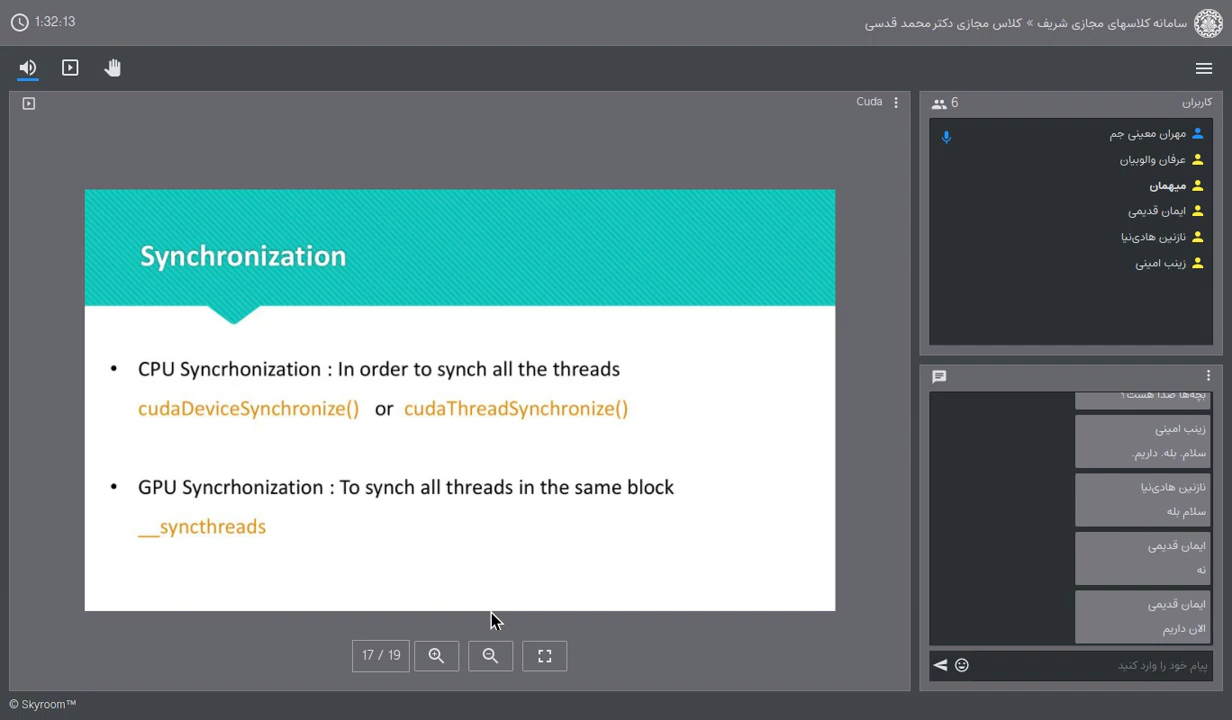 1:32:13
سامانه کلاسهای مجازی شریف » کلاس مجازی دکتر محمد قدسی
Cuda
Synchronization
• CPU Syncrhonization : In order to synch all the threads
cudaDeviceSynchronize() or cudaThreadSynchronize()
• GPU Syncrhonization : To synch all threads in the same block
__syncthreads
17 / 19
© Skyroom™
کاربران
6
مهران معینی جم
عرفان والوبیان
میهمان
ایمان قدیمی
نازنین هادی‌نیا
زینب امینی
بچه‌ها صدا هست؟
زینب امینی
سلام. بله. داریم.
نازنین هادی‌نیا
سلام بله
ایمان قدیمی
نه
ایمان قدیمی
الان داریم
پیام خود را وارد کنید